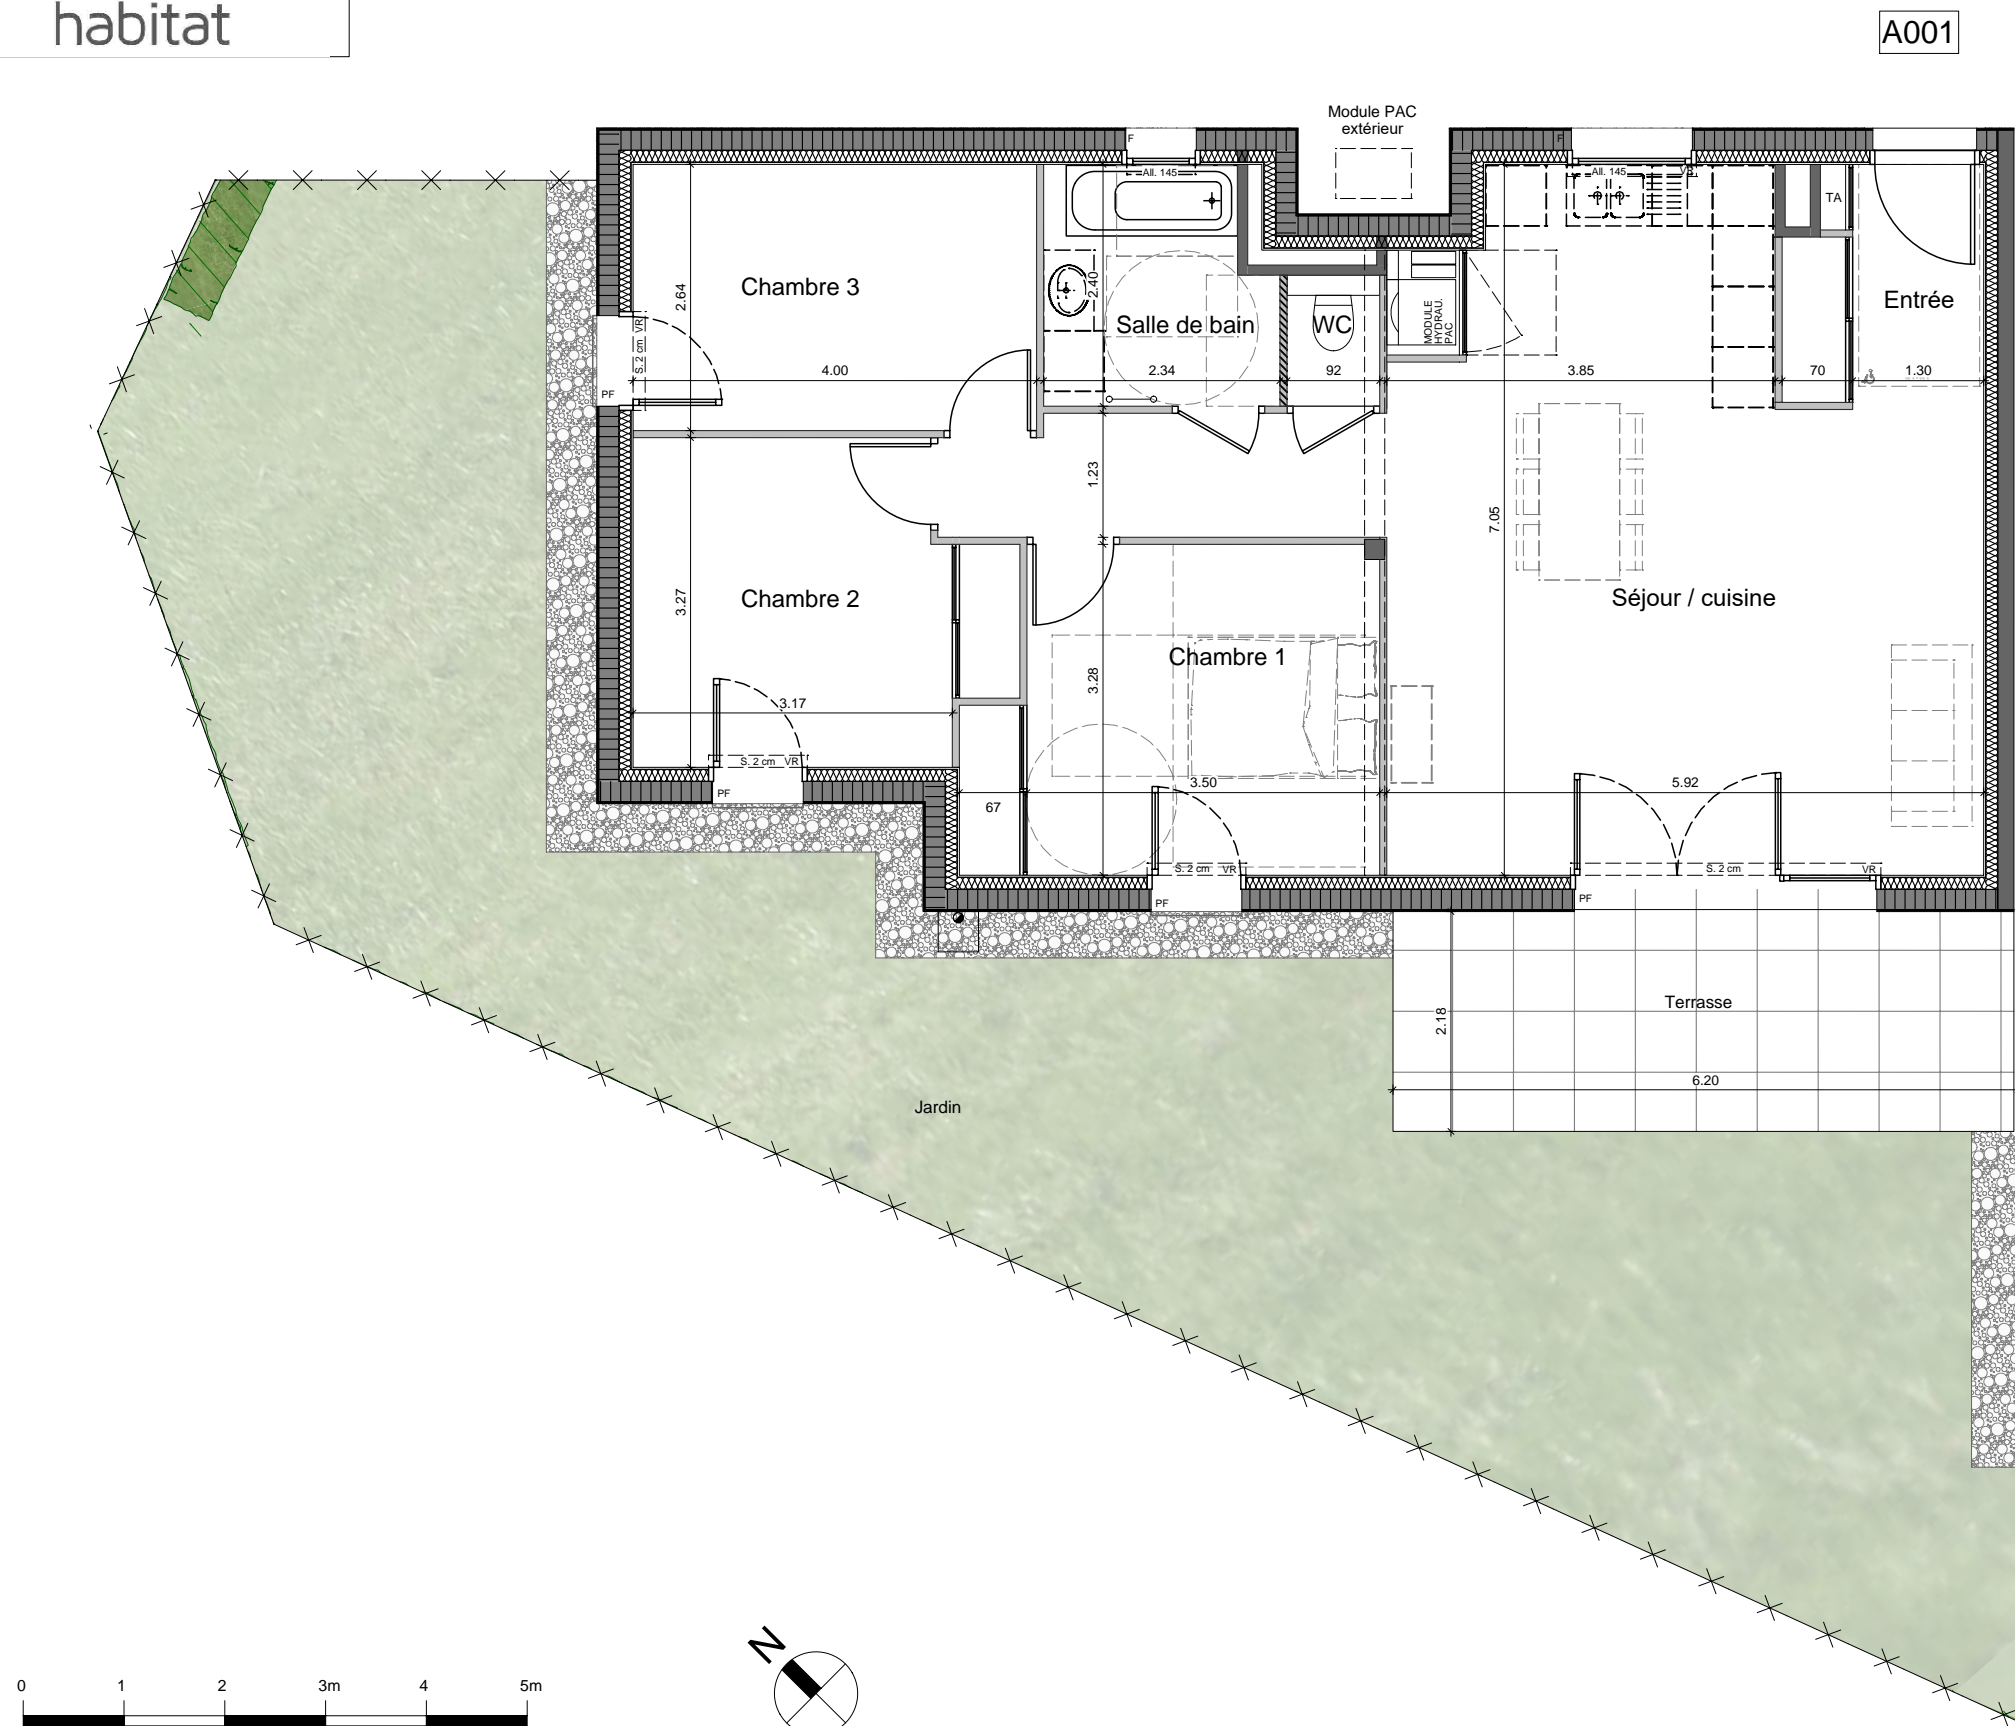 habitat
A001
Module PAC
extérieur
F
F
All. 145
All. 145
VR
TA
Chambre 3
2.64
2.40
Salle de bain
WC
MODULE
HYDRAU.
PAC
Entrée
S. 2 cm VR
PF
4.00
2.34
92
3.85
70
1.30
1.23
7.05
Chambre 2
3.27
Séjour / cuisine
Chambre 1
3.28
3.17
S. 2 cm VR
PF
3.50
5.92
67
S. 2 cm VR
PF
S. 2 cm VR
PF
Terrasse
2.18
6.20
Jardin
N
0 1 2 3m 4 5m